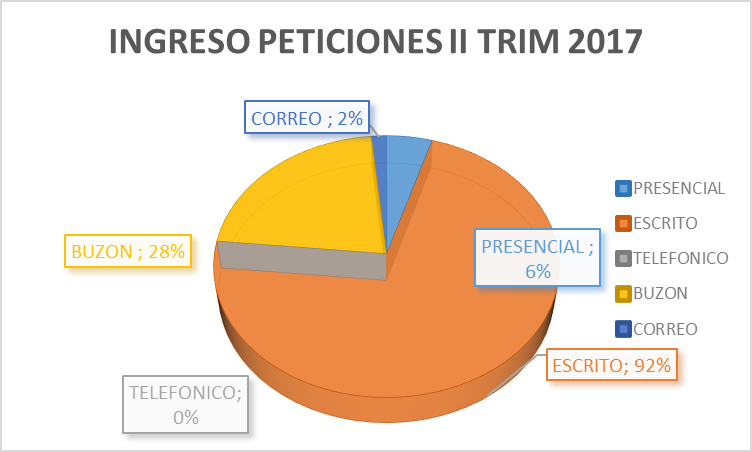 INGRESO PETICIONES II TRIM 2017
CORREO ; 2%
BUZON ; 28%
PRESENCIAL ;
6%
ESCRITO; 92%
TELEFONICO;
0%
PRESENCIAL
ESCRITO
TELEFONICO
BUZON
CORREO